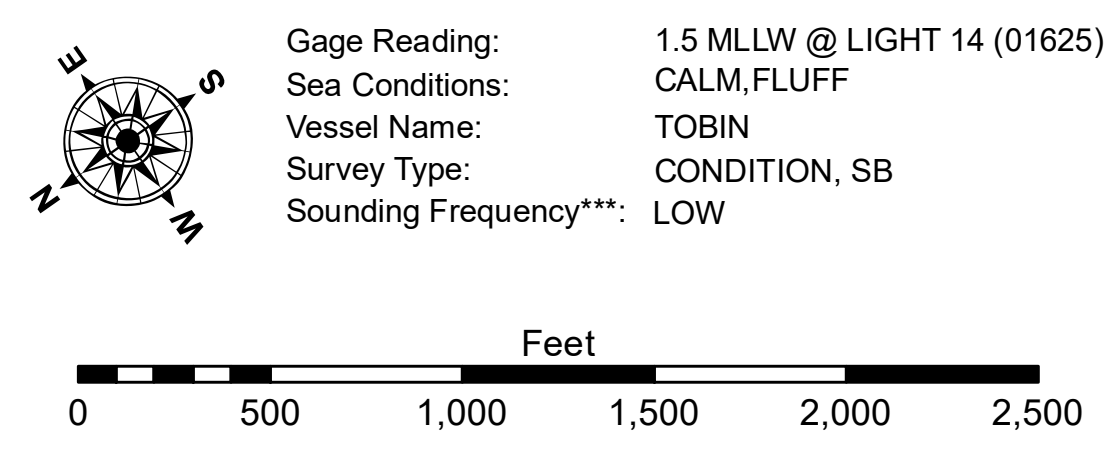 E
S
N
W
Gage Reading: 1.5 MLLW @ LIGHT 14 (01625)
Sea Conditions: CALM,FLUFF
Vessel Name: TOBIN
Survey Type: CONDITION, SB
Sounding Frequency***: LOW
Feet
0 500 1,000 1,500 2,000 2,500